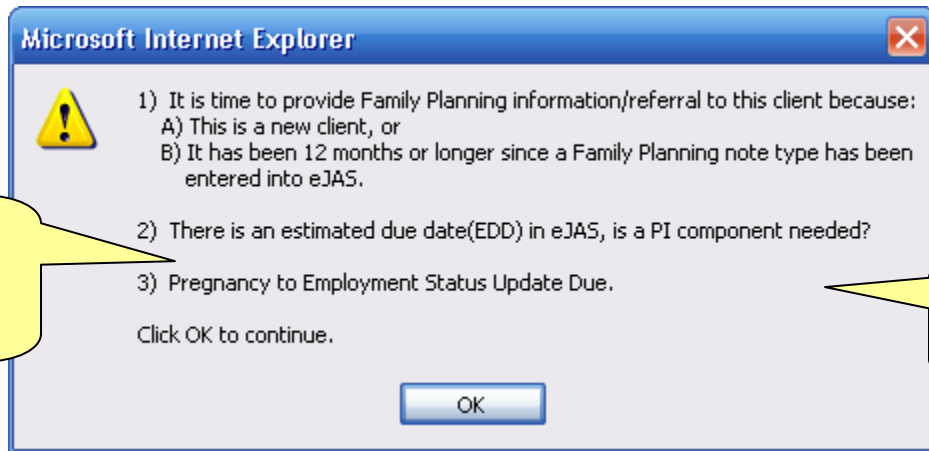 Microsoft Internet Explorer
1) It is time to provide Family Planning information/referral to this client because:
A) This is a new client, or
B) It has been 12 months or longer since a Family Planning note type has been
entered into eJAS.
2) There is an estimated due date(EDD) in eJAS, is a PI component needed?
3) Pregnancy to Employment Status Update Due.
Click OK to continue.
OK